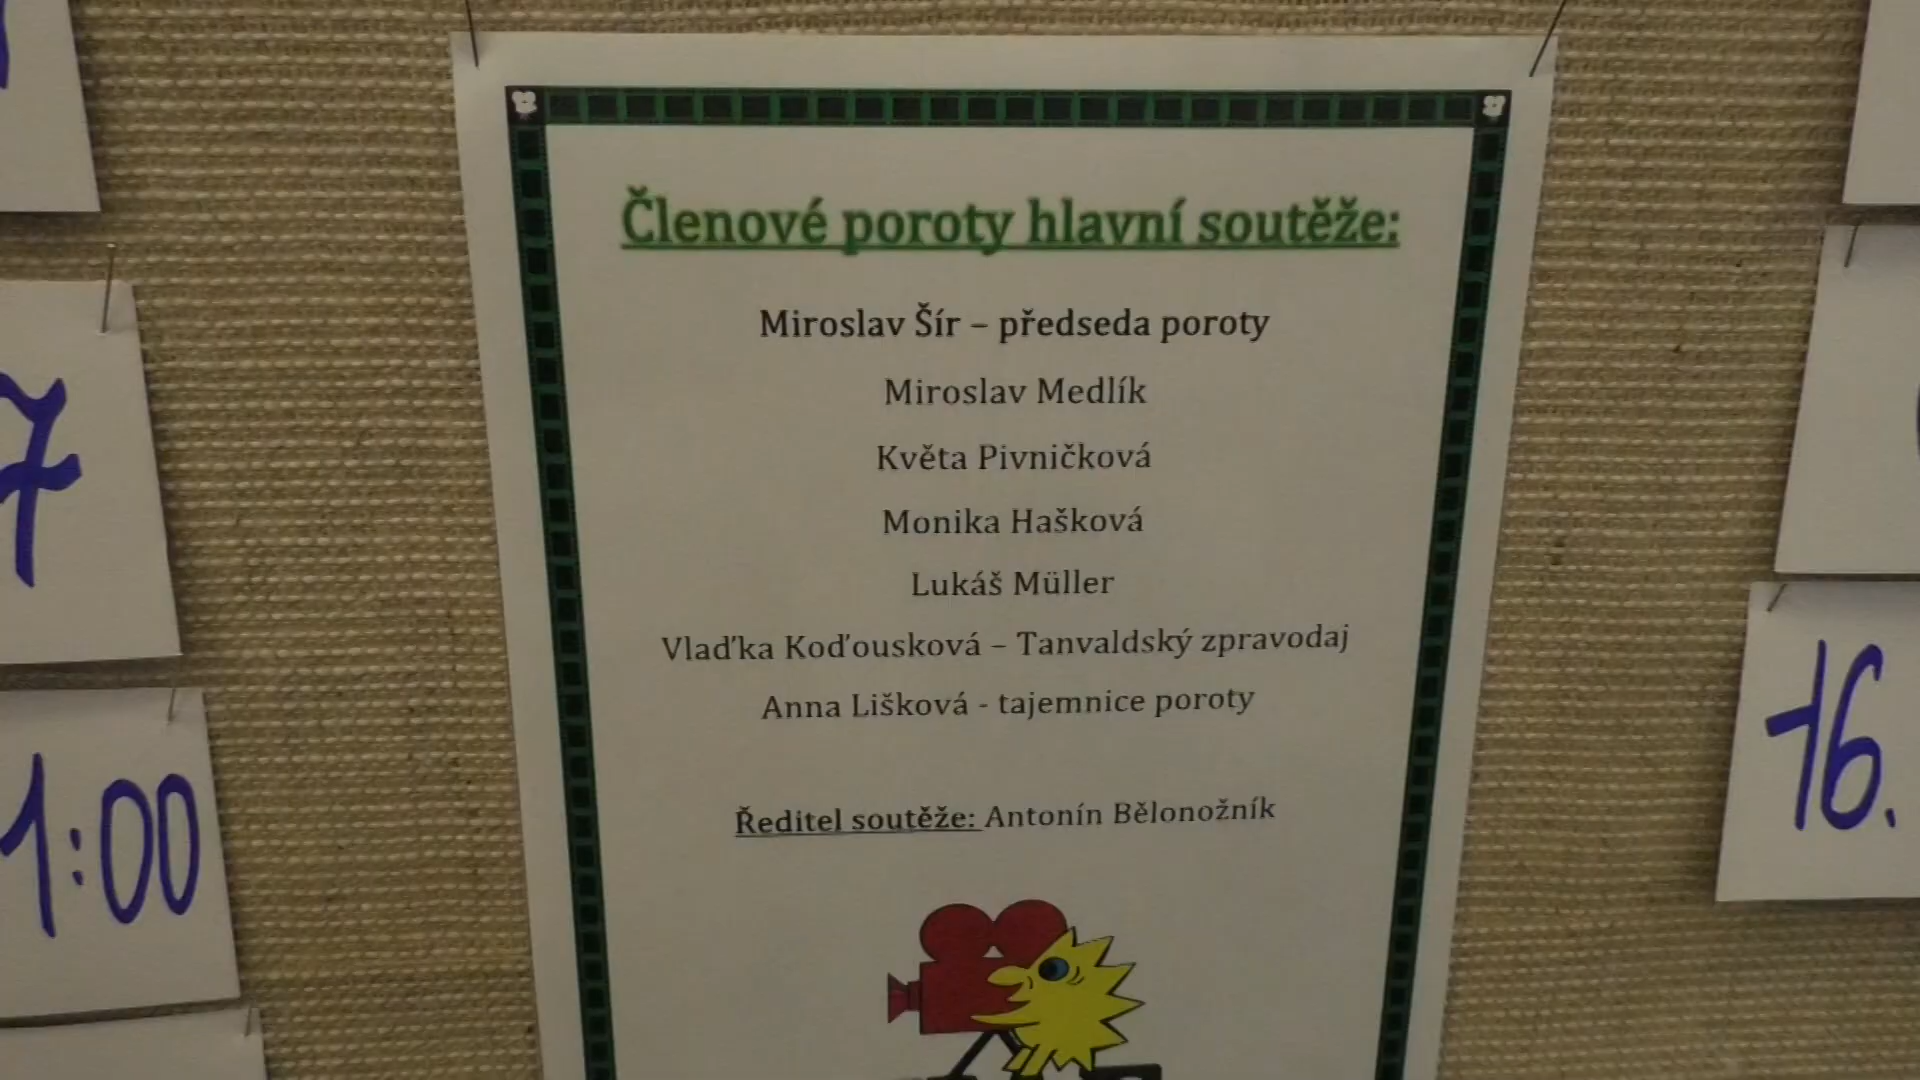 Členové poroty hlavní soutěže:
Miroslav Šír – předseda poroty
Miroslav Medlík
Květa Pivničková
Monika Hašková
Lukáš Müller
Vlaďka Koďousková – Tanvaldský zpravodaj
Anna Lišková - tajemnice poroty
Ředitel soutěže: Antonín Bělonožník
7
1:00
16.